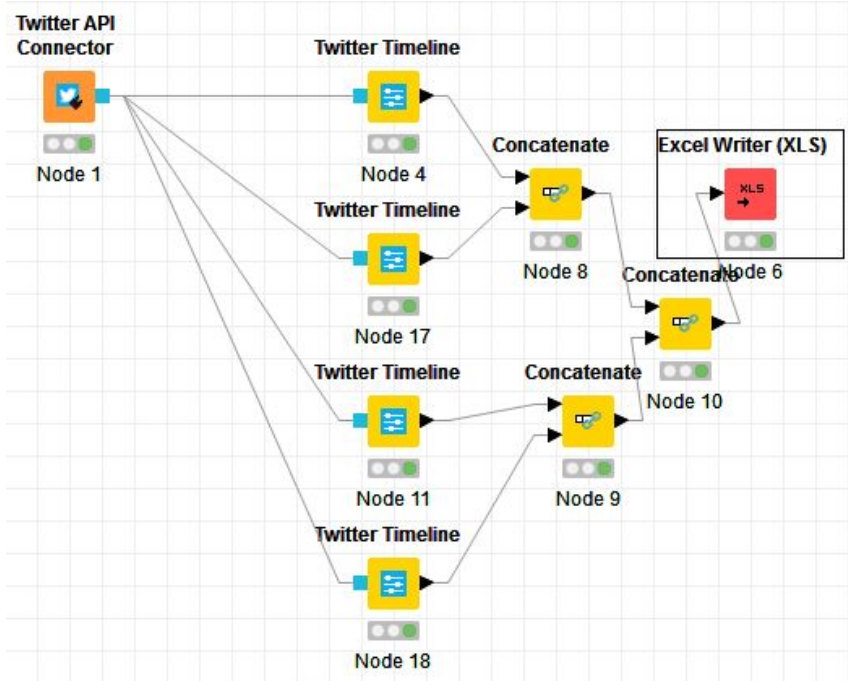 Twitter API
Connector
Node 1
Twitter Timeline
Node 4
Twitter Timeline
Node 17
Concatenate
Node 8
Excel Writer (XLS)
XLS
Node 6
Concatenate
Node 10
Twitter Timeline
Node 11
Concatenate
Node 9
Twitter Timeline
Node 18